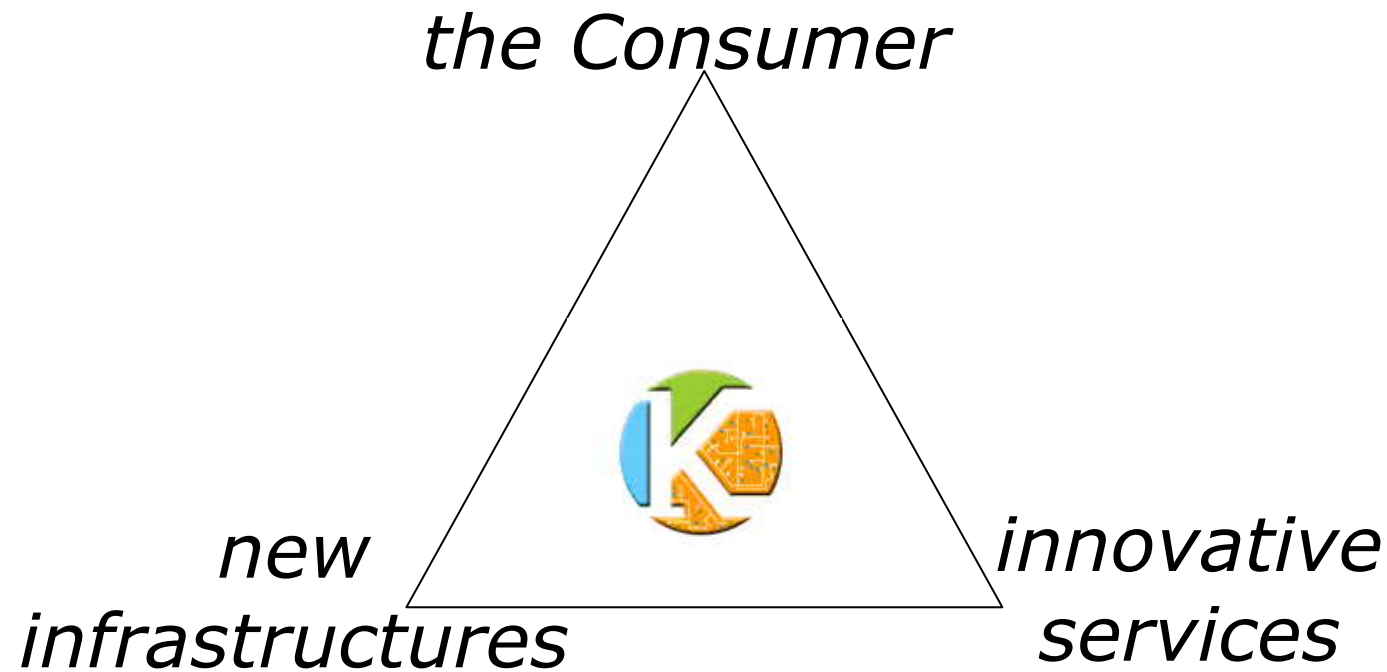 the Consumer
K
new
infrastructures
innovative
services